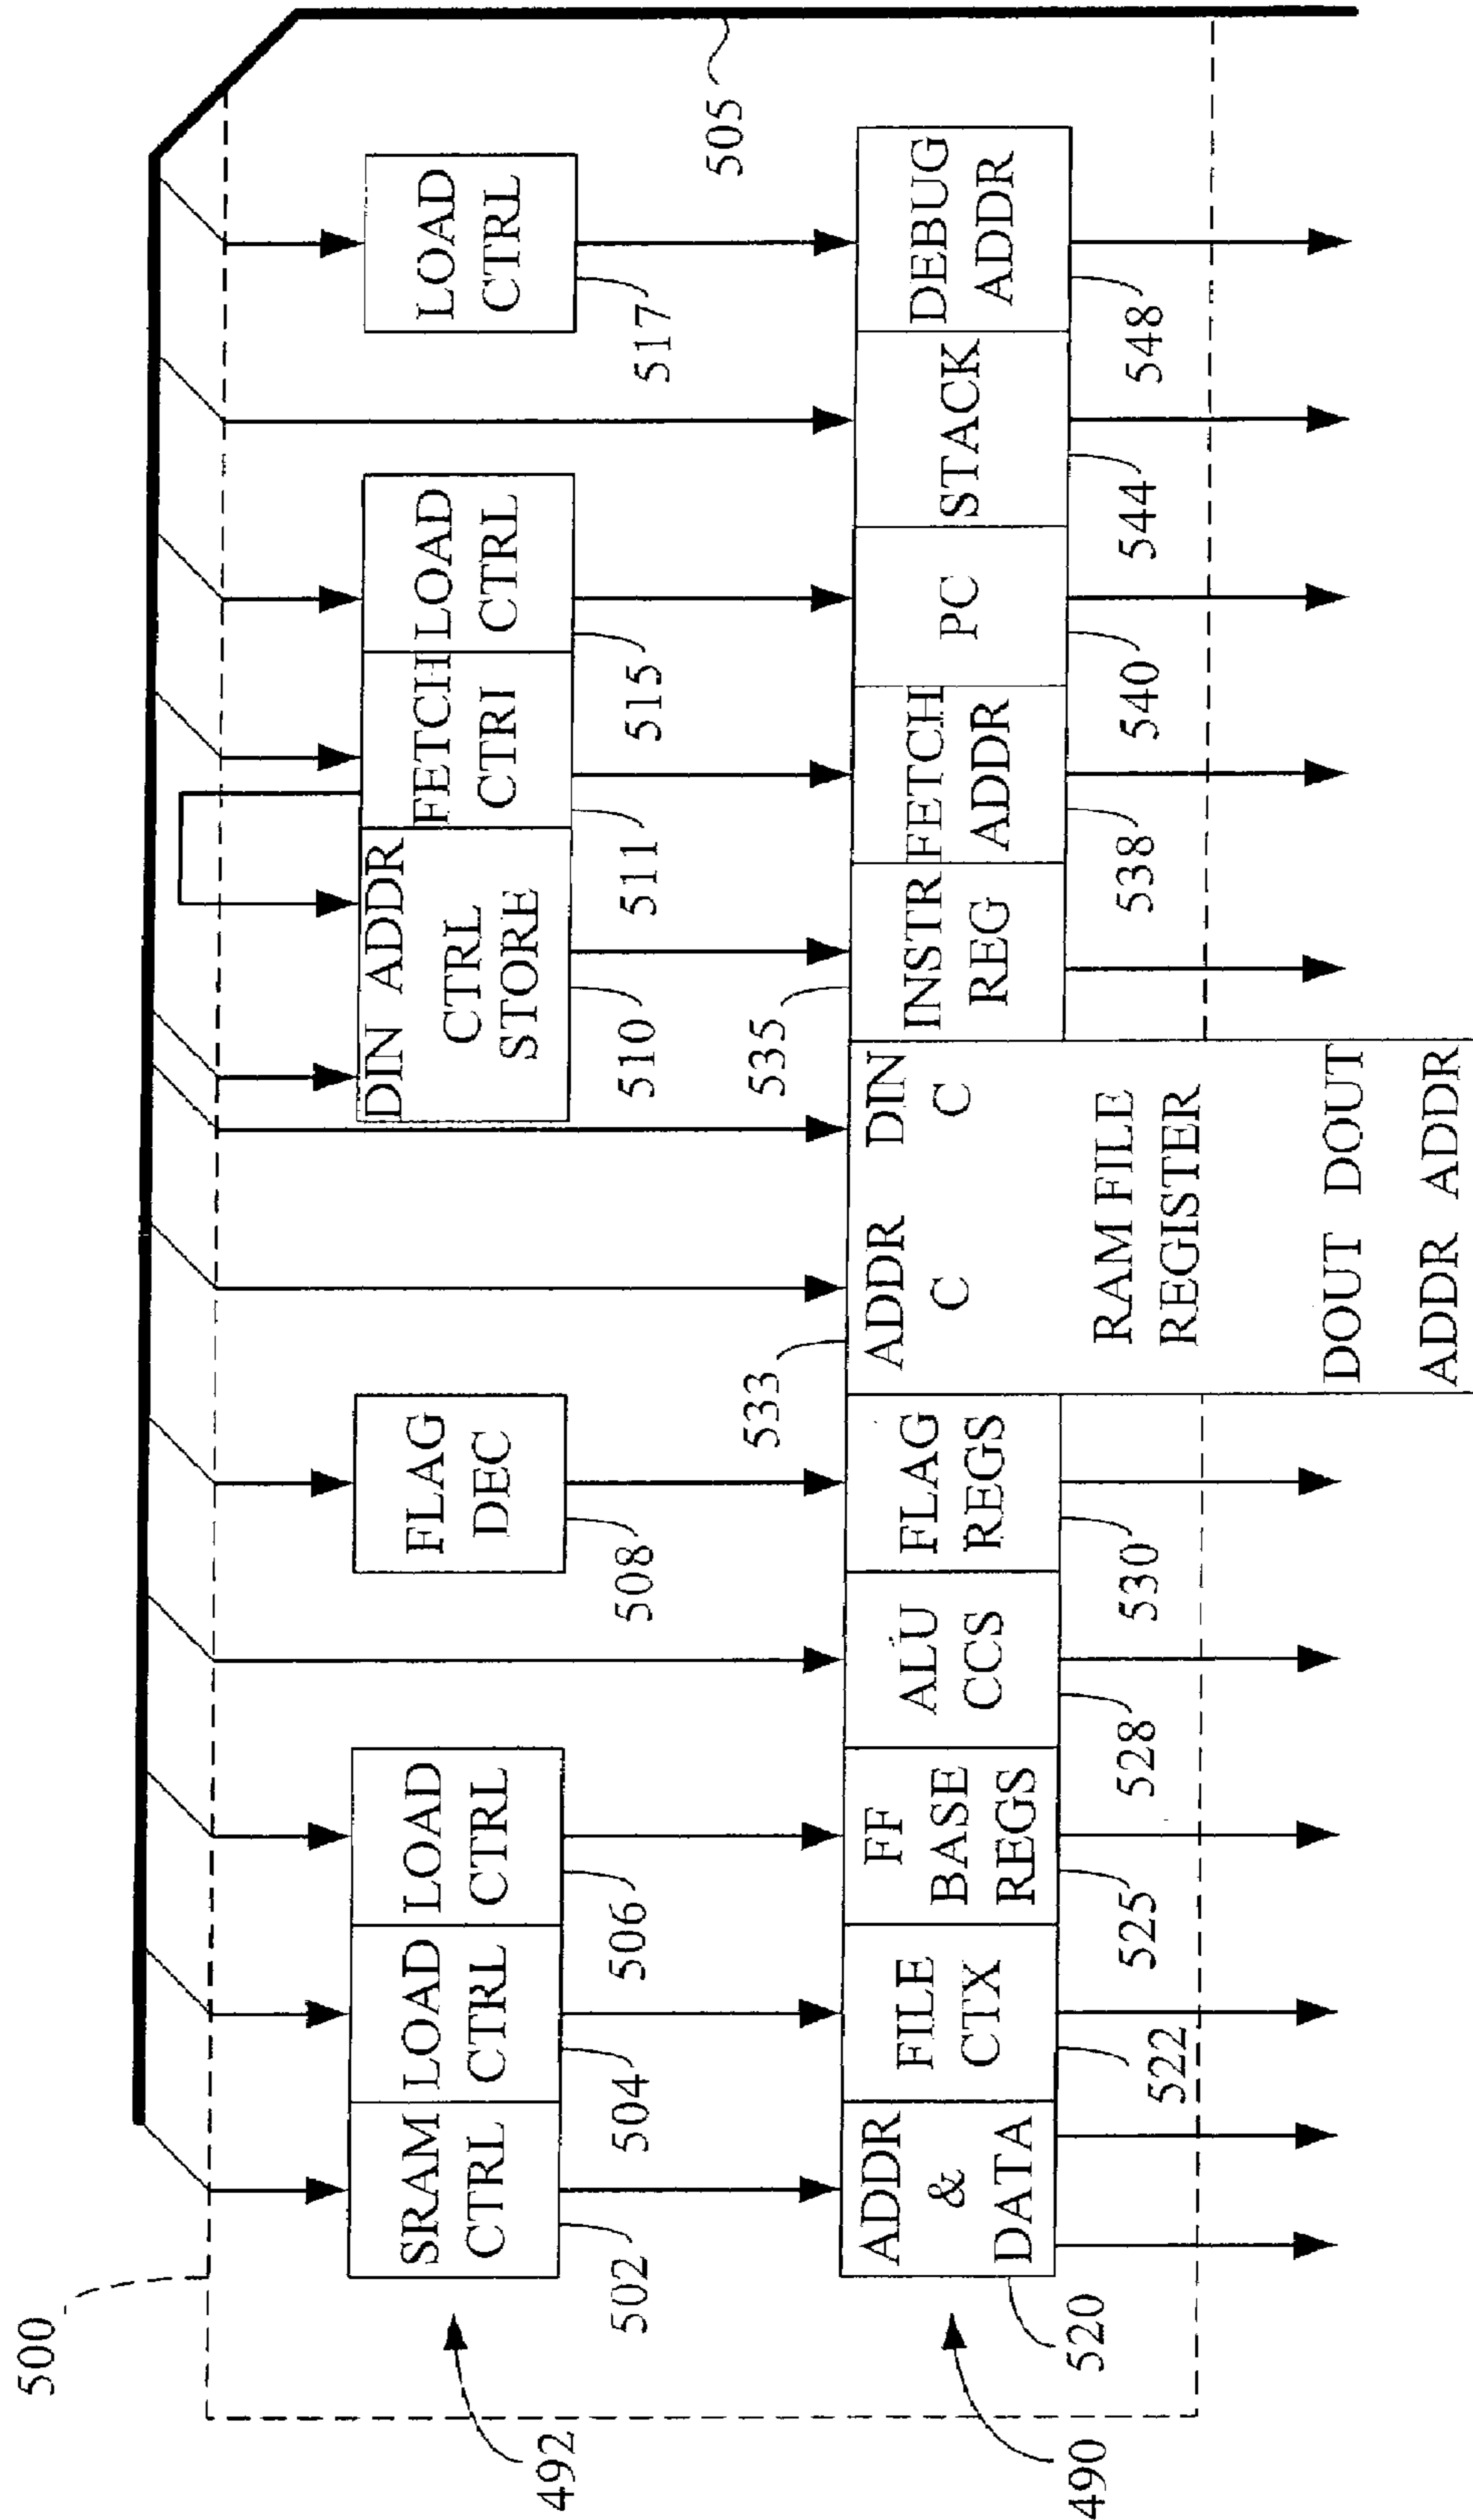 500
492
SRAM
CTRL
LOAD
CTRL
LOAD
CTRL
FLAG
DEC
DIN ADDR
CTRL
STORE
FETCH
CTRI
LOAD
CTRL
LOAD
CTRL
502
504
506
508
510
511
515
517
505
533
535
490
ADDR
&
DATA
FILE
CTX
FF
BASE
REGS
ALU
CCS
FLAG
REGS
ADDR DIN
C C
RAM FILE
REGISTER
DOUT DOUT
ADDR ADDR
INSTR
REG
FETCH
ADDR
PC
STACK
DEBUG
ADDR
520
522
525
528
530
538
540
544
548